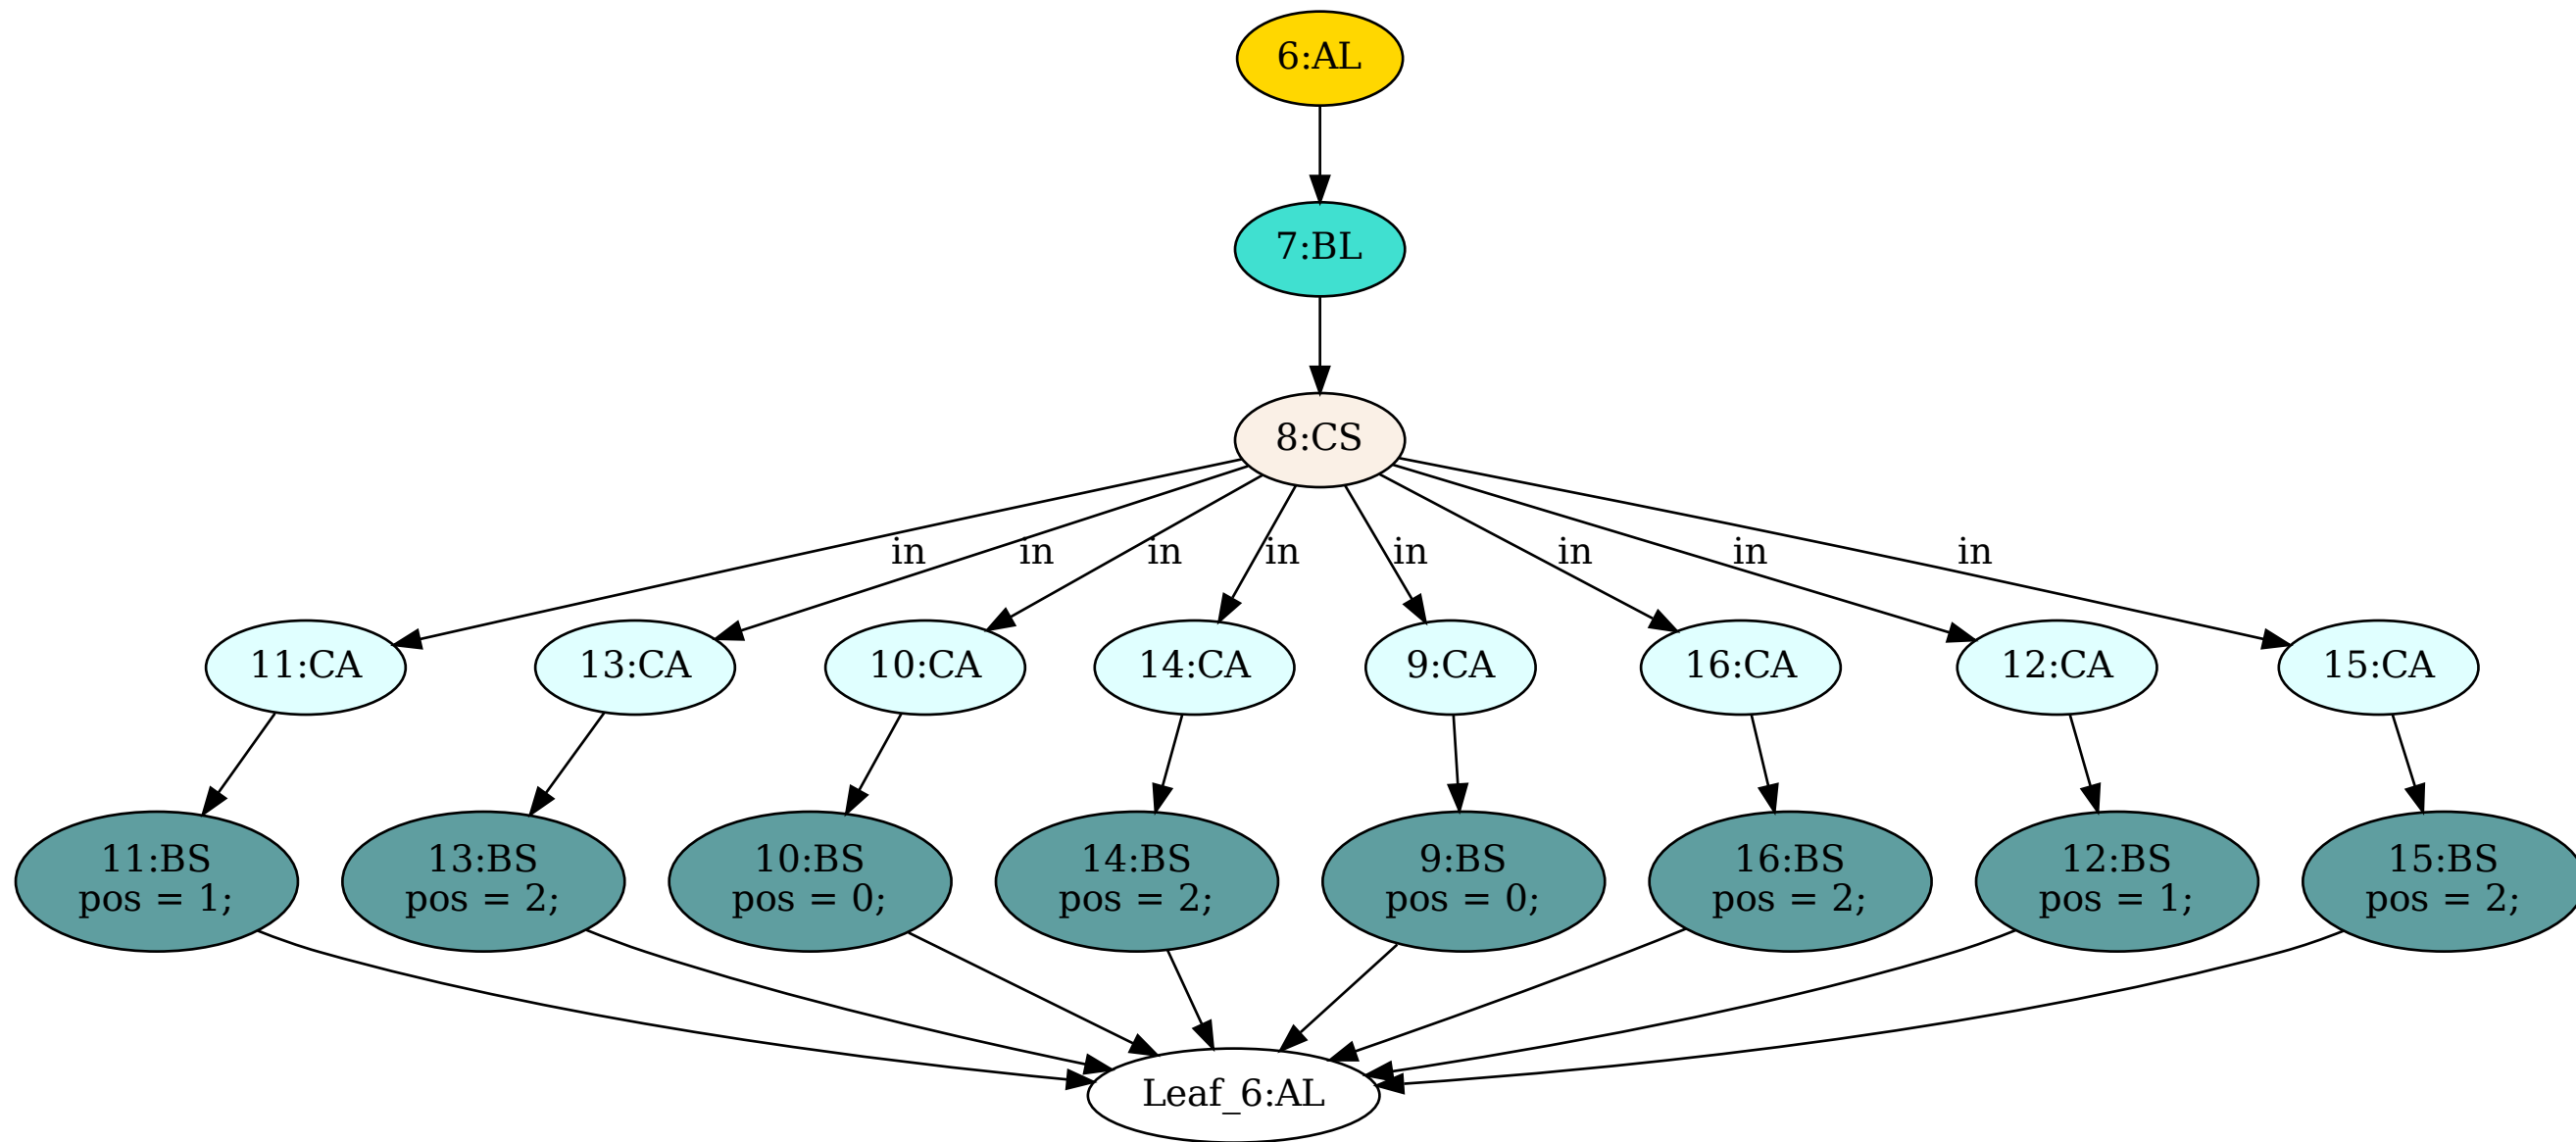 6:AL
7:BL
8:CS
in in in in in in in in
11:CA 13:CA 10:CA 14:CA 9:CA 16:CA 12:CA 15:CA
11:BS 13:BS 10:BS 14:BS 9:BS 16:BS 12:BS 15:BS
pos = 1; pos = 2; pos = 0; pos = 2; pos = 0; pos = 2; pos = 1; pos = 2;
Leaf_6:AL